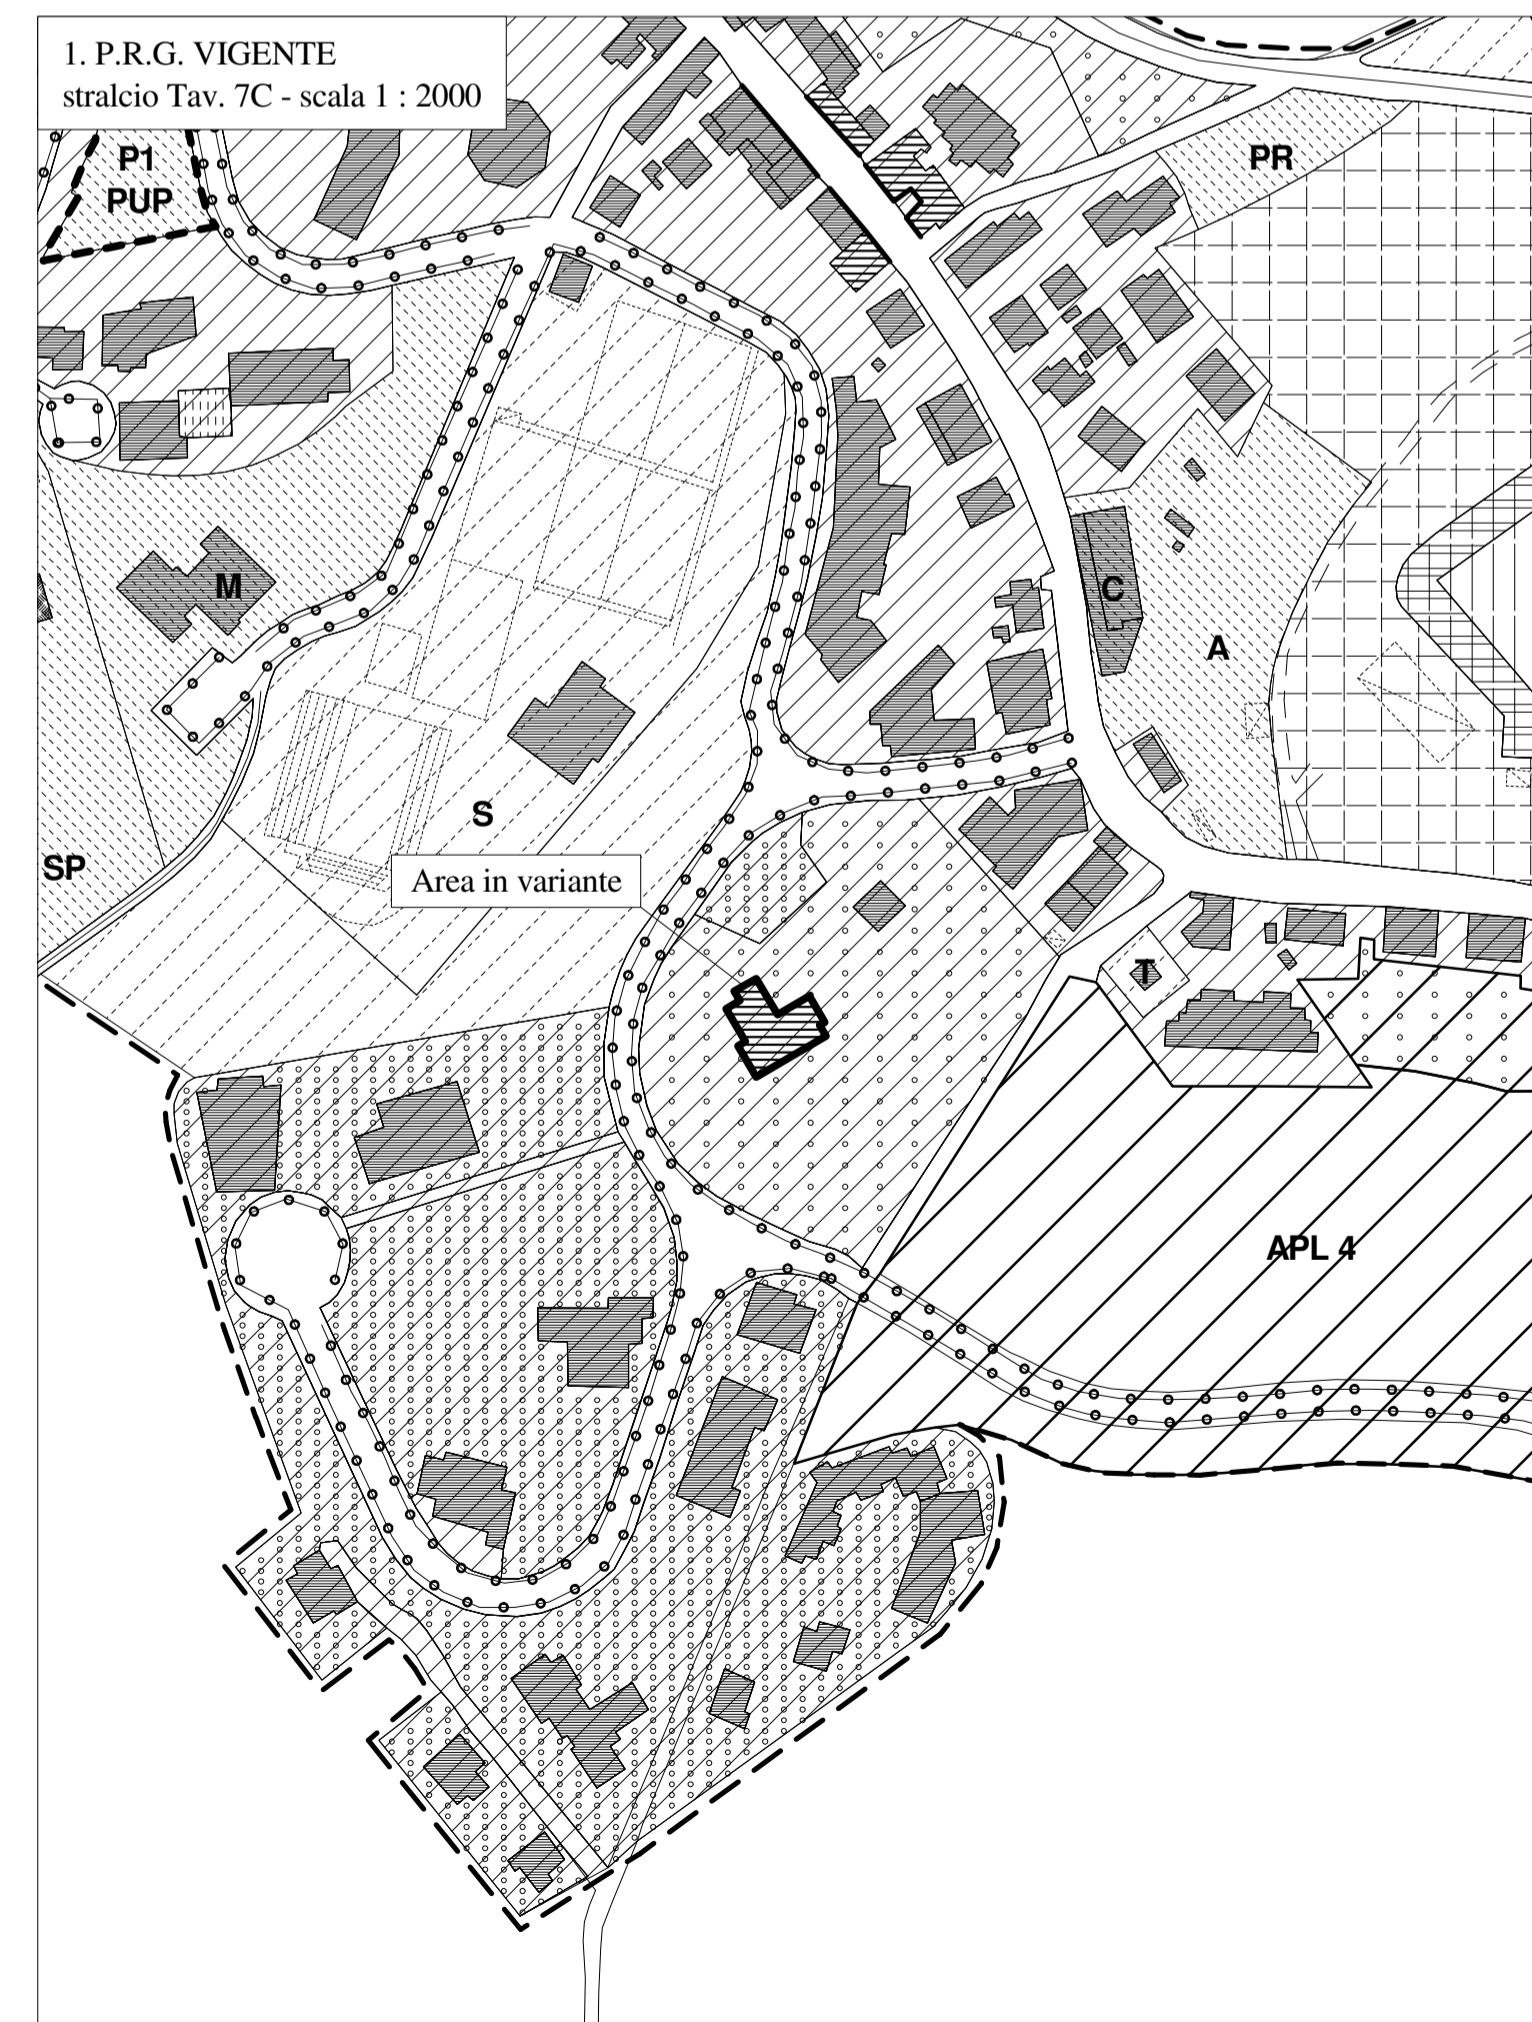 1. P.R.G. VIGENTE
stralcio Tav. 7C - scala 1 : 2000
P1
PUP
PR
M
C
A
S
SP
Area in variante
T
APL 4